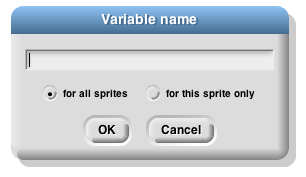 Variable name
for all sprites for this sprite only
OK Cancel